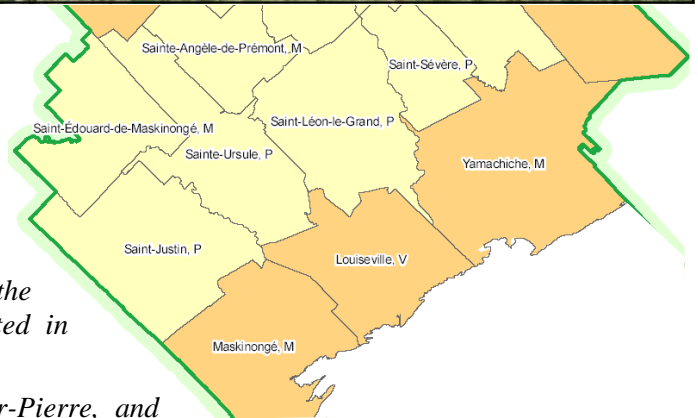 Sainte-Angèle-de-Prémont, M
Saint-Sévère, P
Saint-Édouard-de-Maskinongé, M
Saint-Léon-le-Grand, P
Sainte-Ursule, P
Yamachiche, M
Saint-Justin, P
Louiseville, V
the
ted in
Maskinongé, M
r-Pierre, and